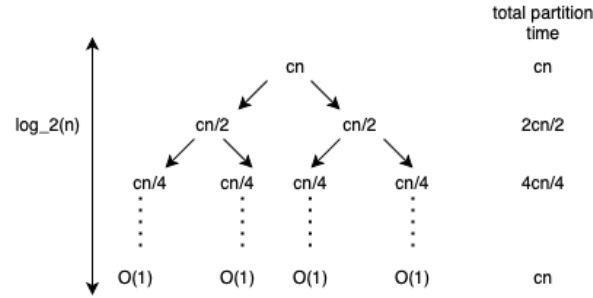 total partition
time
cn cn
log_2(n) cn/2 cn/2 2cn/2
cn/4 cn/4 cn/4 cn/4 4cn/4
O(1) O(1) O(1) O(1) cn